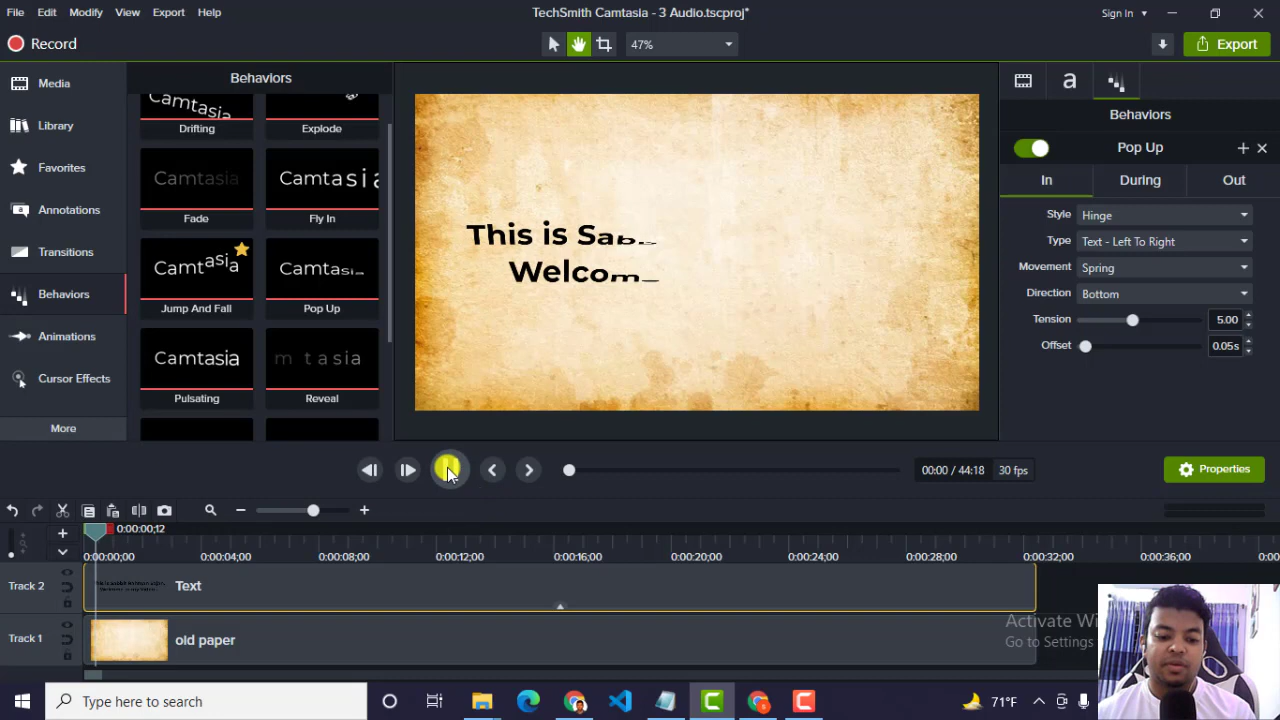 File Edit Modify View Export Help
TechSmith Camtasia - 3 Audio.tscproj*
Sign In
Record
47%
Export
Media
Library
Favorites
Annotations
Transitions
Behaviors
Animations
Cursor Effects
More
Behaviors
Camtasia
Drifting
Explode
Camtasia
Camtasia
Fade
Fly In
Camtasia
Camtasia
Jump And Fall
Pop Up
Camtasia
m t a s i a
Pulsating
Reveal
This is Sab
Welcom
a
Behaviors
Pop Up
In During Out
Style Hinge
Type Text - Left To Right
Movement Spring
Direction Bottom
Tension 5.00
Offset 0.05s
00:00 / 44:18 30 fps
Properties
0:00:00;12
0:00:00;00 0:00:04;00 0:00:08;00 0:00:12;00 0:00:16;00 0:00:20;00 0:00:24;00 0:00:28;00 0:00:32;00 0:00:36;00
Track 2
Text
Track 1
old paper
Activate Wi
Go to Settings
Type here to search
71°F